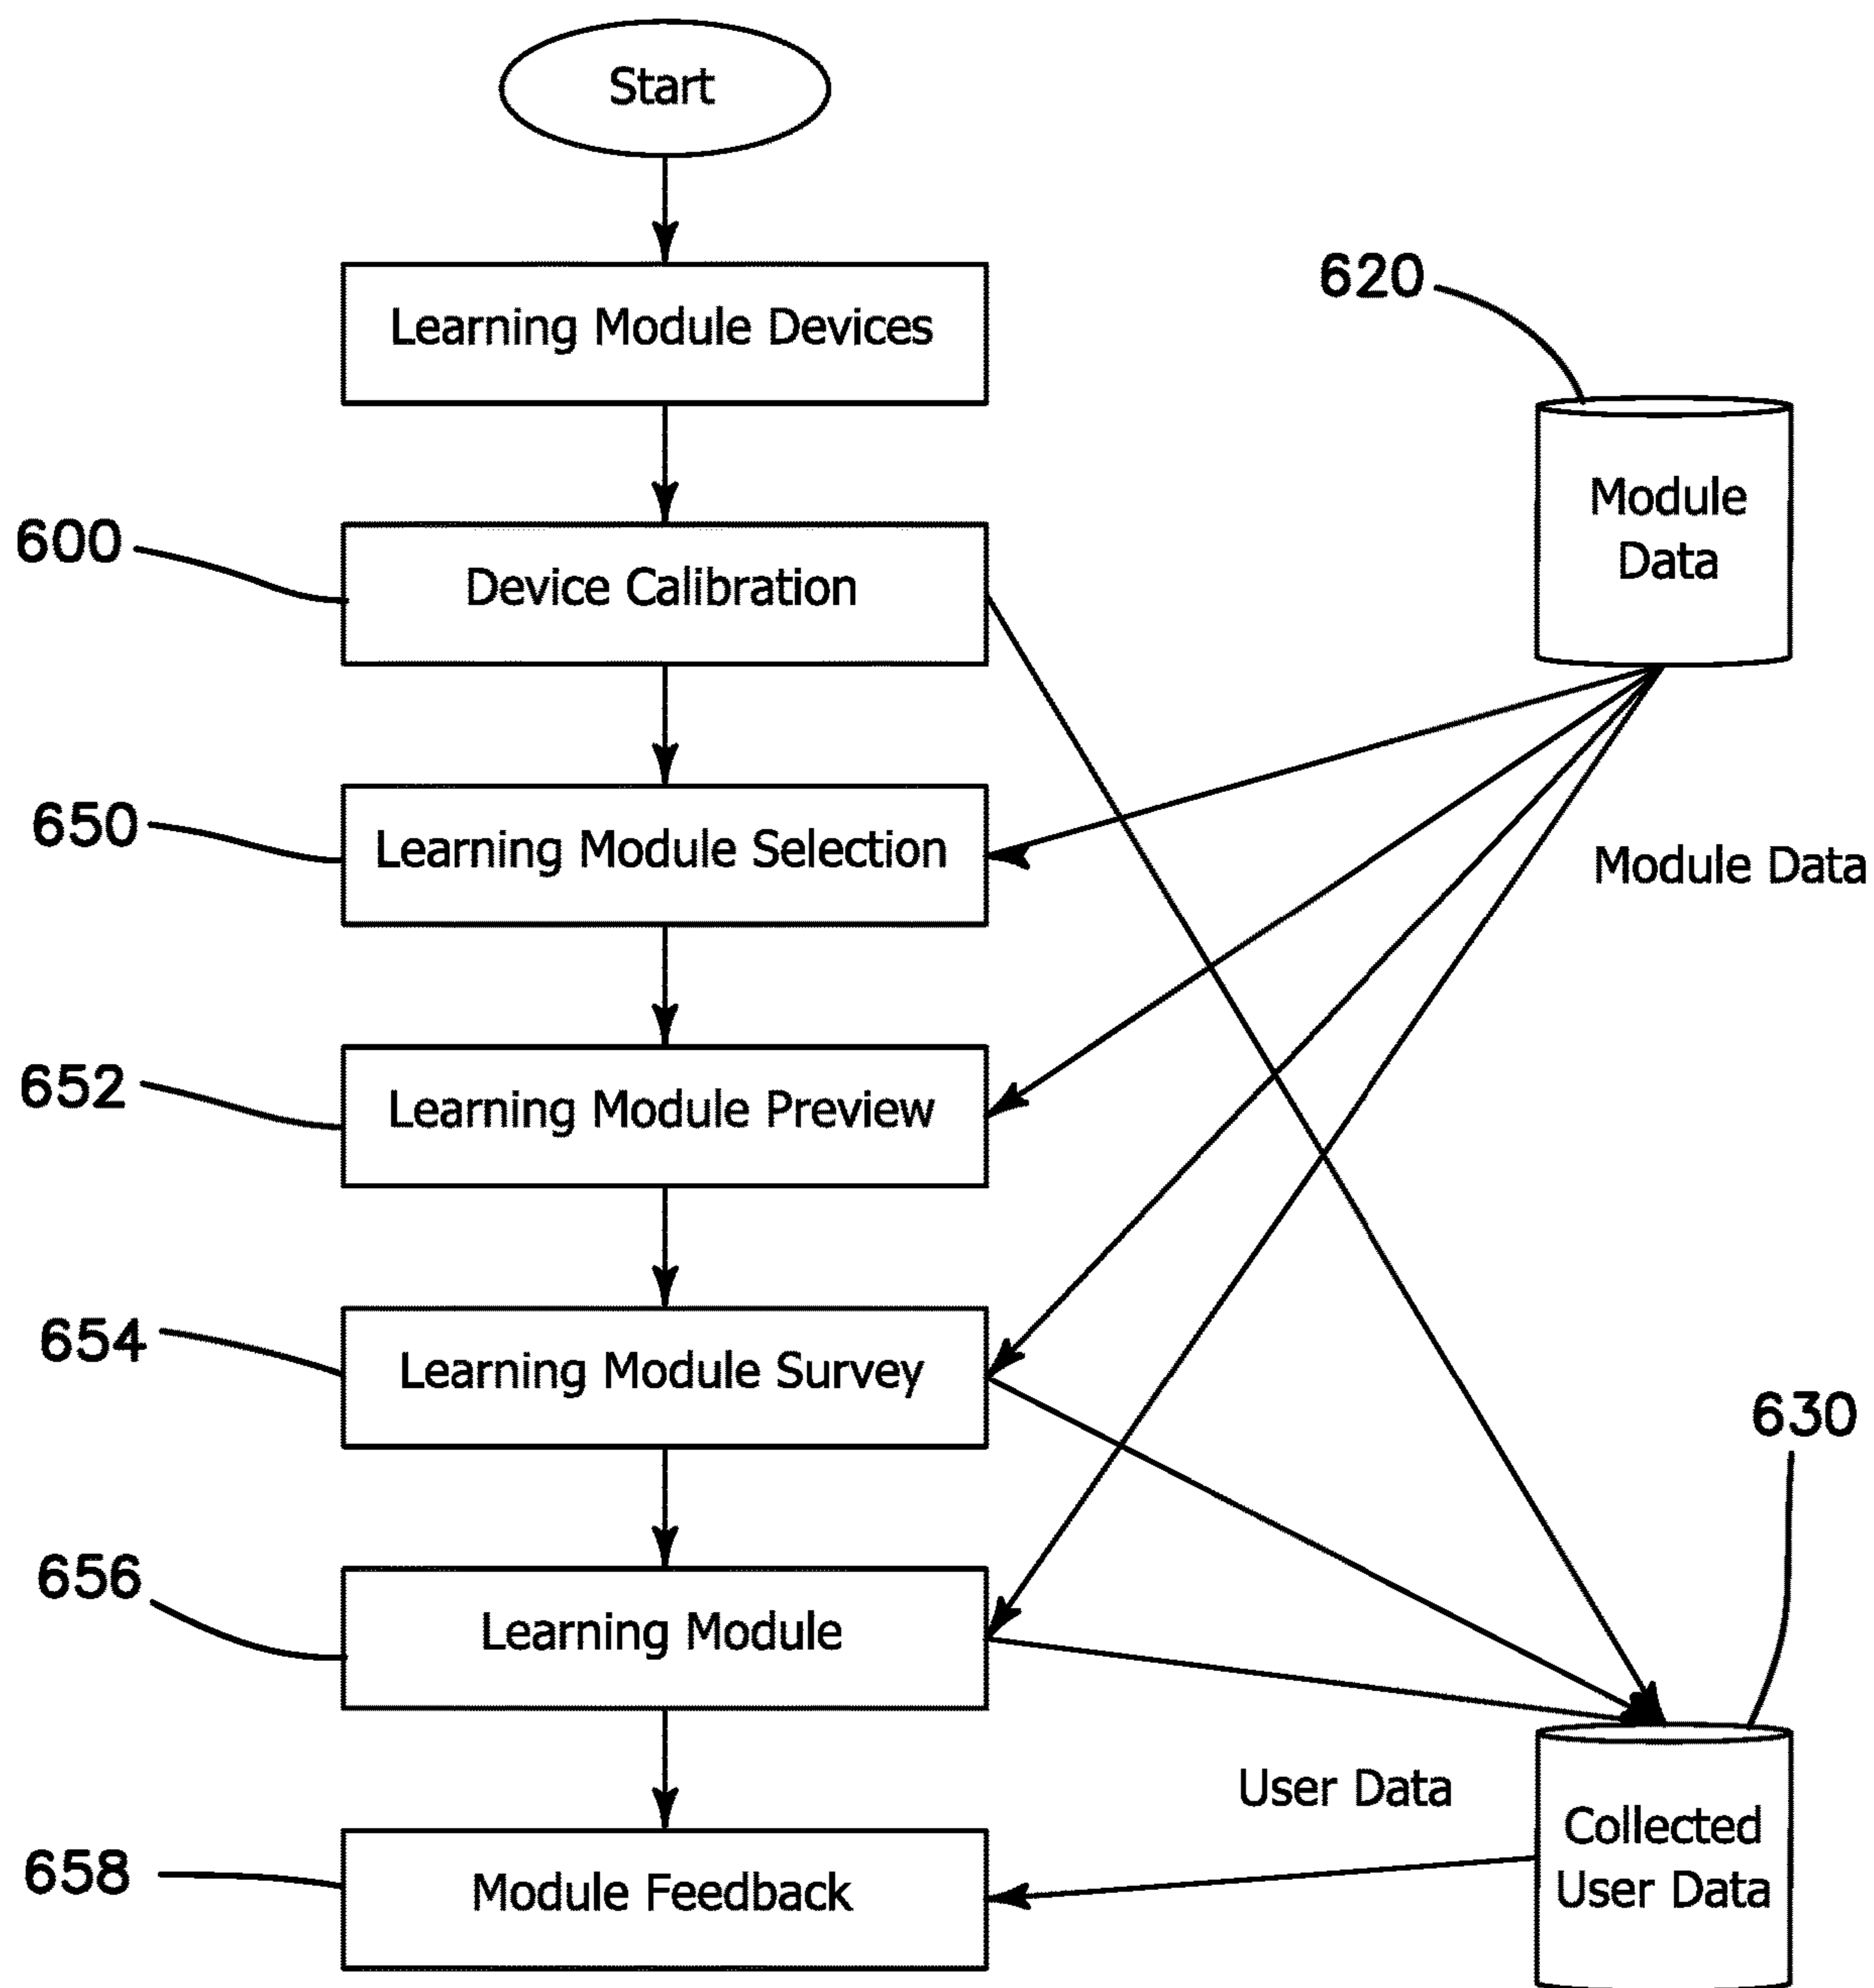 Start
Learning Module Devices
620
Module
Data
600
Device Calibration
650
Learning Module Selection
Module Data
652
Learning Module Preview
654
Learning Module Survey
630
656
Learning Module
User Data
Collected
User Data
658
Module Feedback